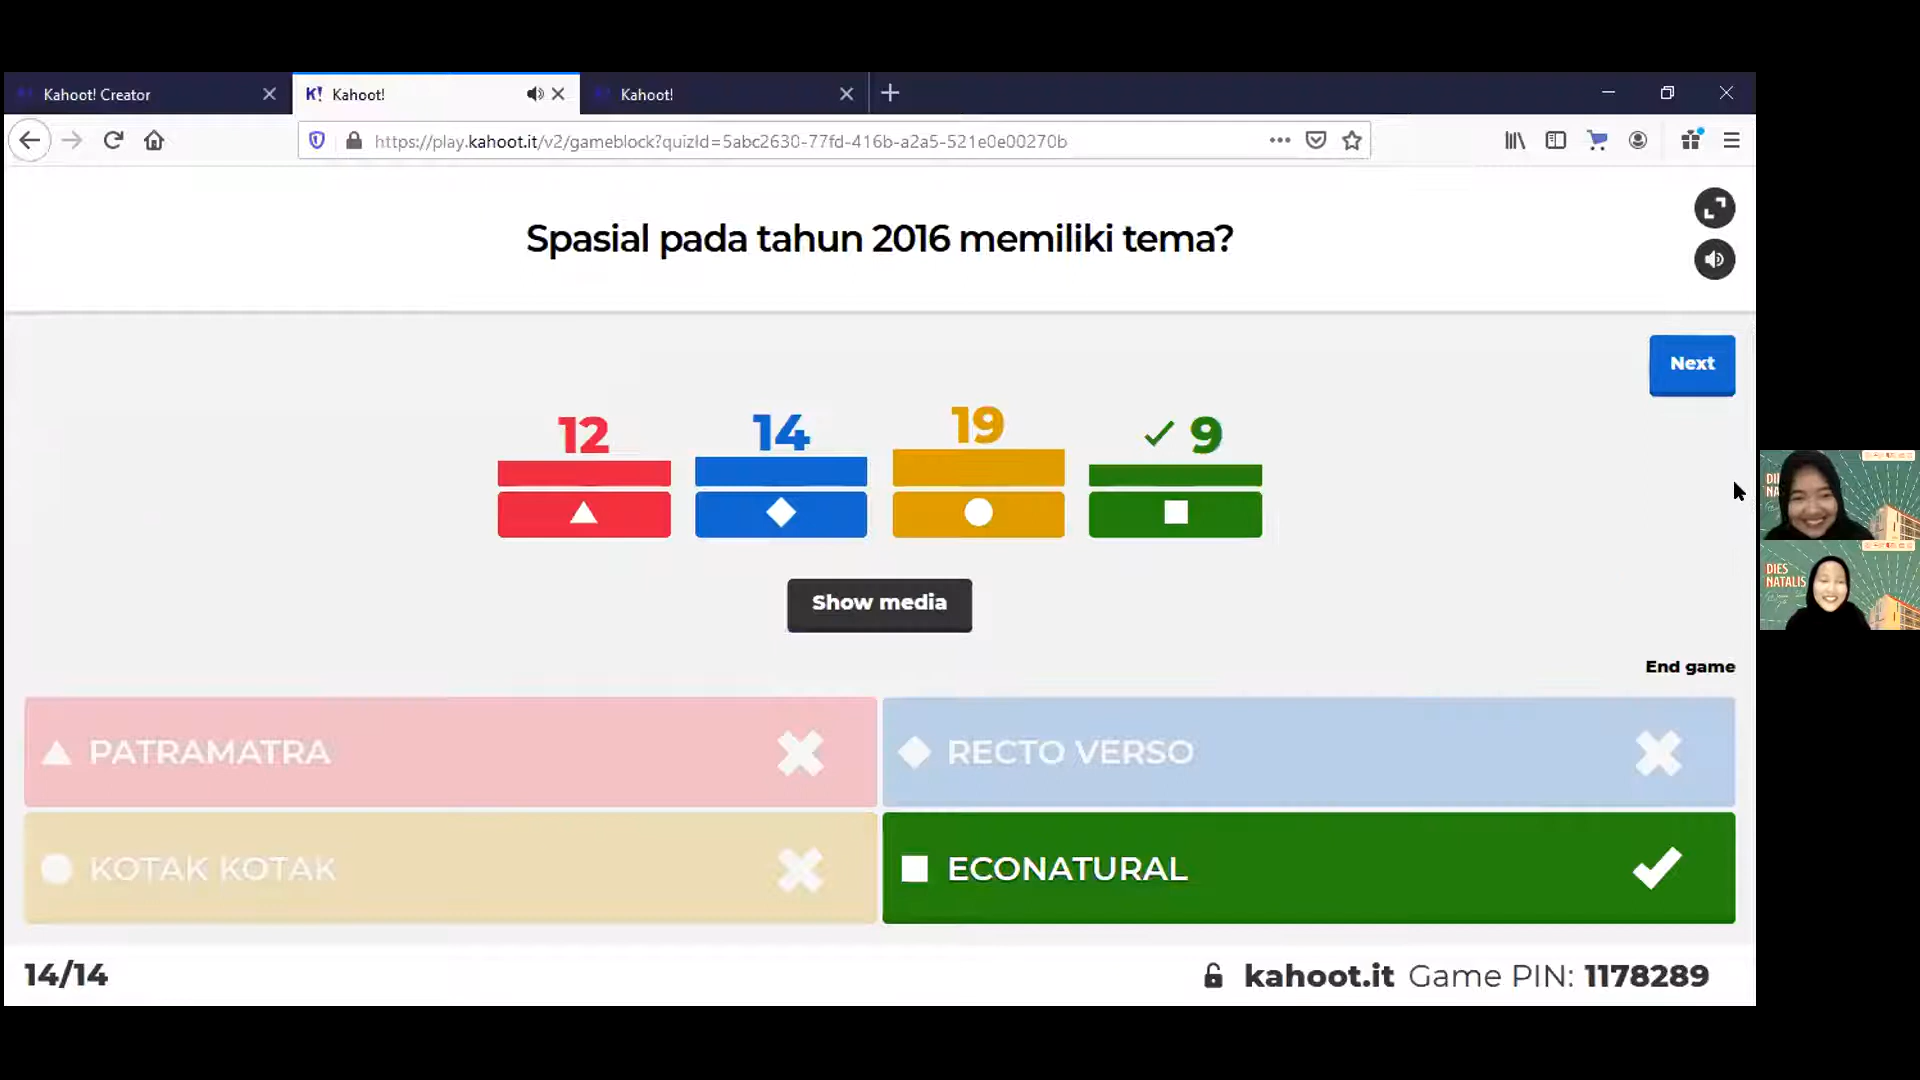 Kahoot! Creator
K! Kahoot!
Kahoot!
https://play.kahoot.it/v2/gameblock?quizId=5abc2630-77fd-416b-a2a5-521e0e00270b
Spasial pada tahun 2016 memiliki tema?
Next
12
14
19
9
Show media
End game
PATRAMATRA
RECTO VERSO
KOTAK KOTAK
ECONATURAL
14/14
kahoot.it Game PIN: 1178289
DIES
NATALIS